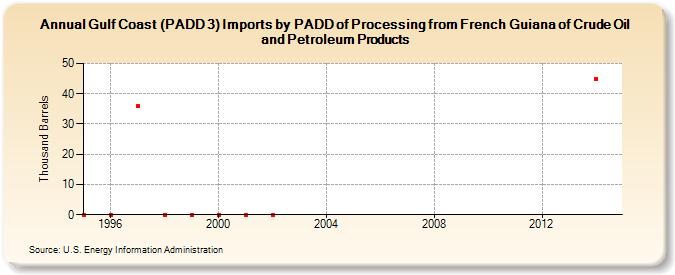 Annual Gulf Coast (PADD 3) Imports by PADD of Processing from French Guiana of Crude Oil
and Petroleum Products
Thousand Barrels
50
40
30
20
10
0
1996 2000 2004 2008 2012
Source: U.S. Energy Information Administration